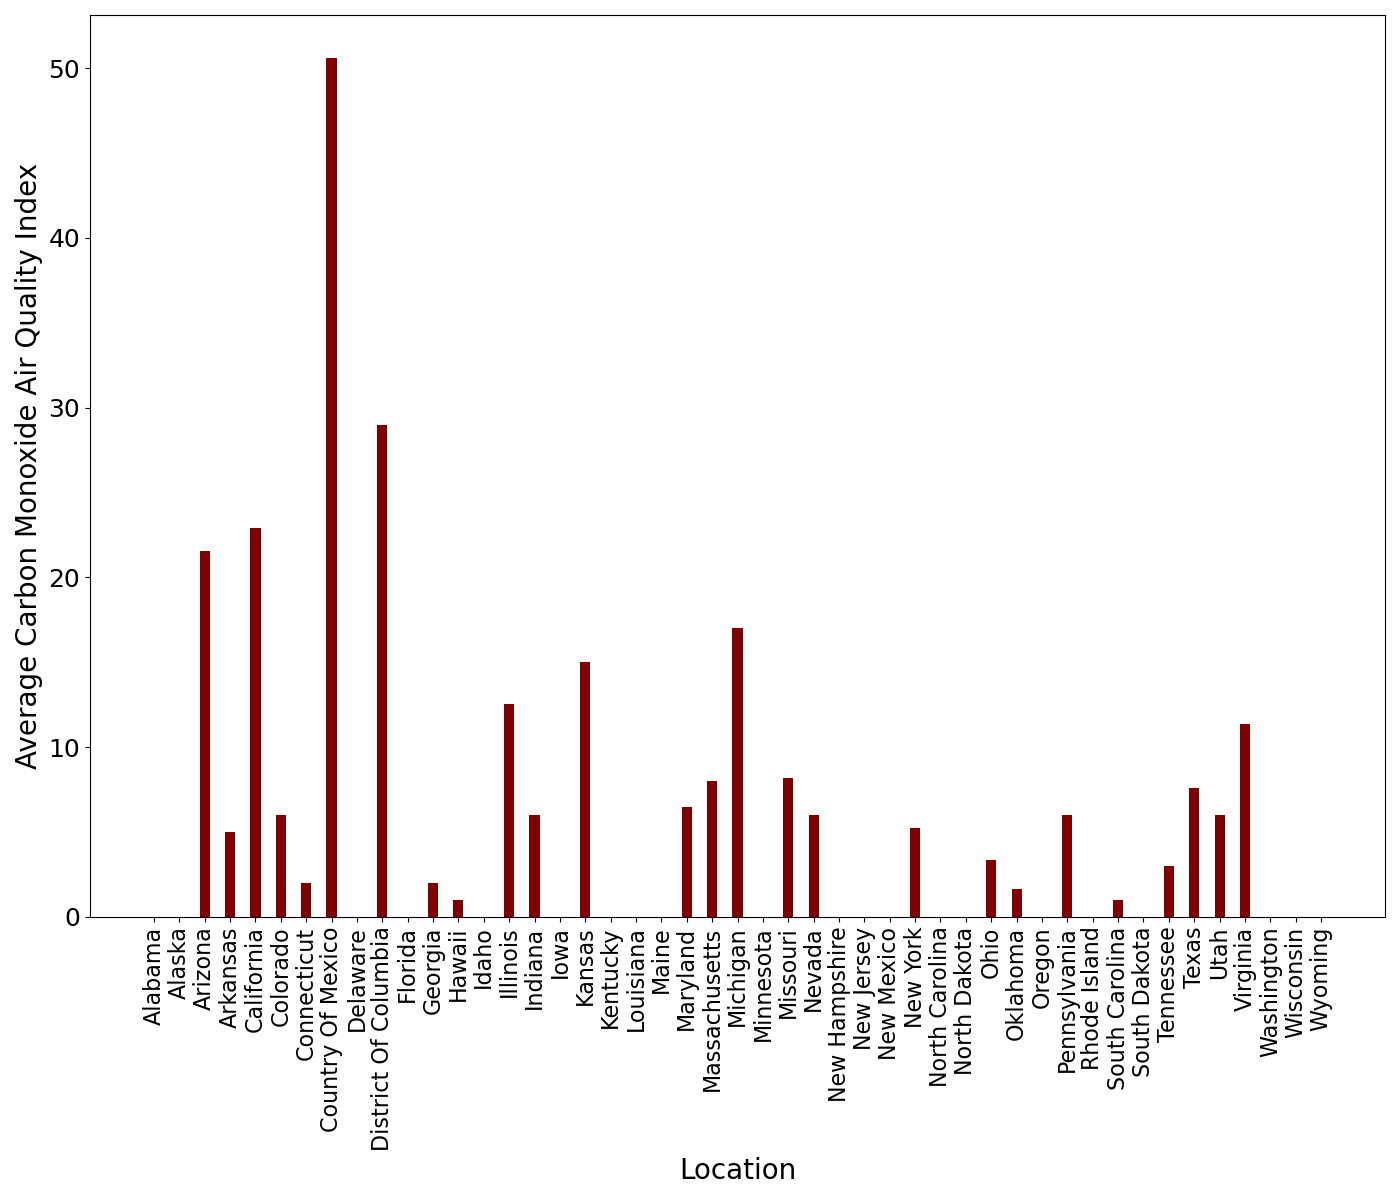 Average Carbon Monoxide Air Quality Index
50
40
30
20
10
0
Alabama
Alaska
Arizona
Arkansas
California
Colorado
Connecticut
Country Of Mexico
Delaware
District Of Columbia
Florida
Georgia
Hawaii
Idaho
Illinois
Indiana
Iowa
Kansas
Kentucky
Louisiana
Maine
Maryland
Massachusetts
Michigan
Minnesota
Missouri
Nevada
New Hampshire
New Jersey
New Mexico
New York
North Carolina
North Dakota
Ohio
Oklahoma
Oregon
Pennsylvania
Rhode Island
South Carolina
South Dakota
Tennessee
Texas
Utah
Virginia
Washington
Wisconsin
Wyoming
Location